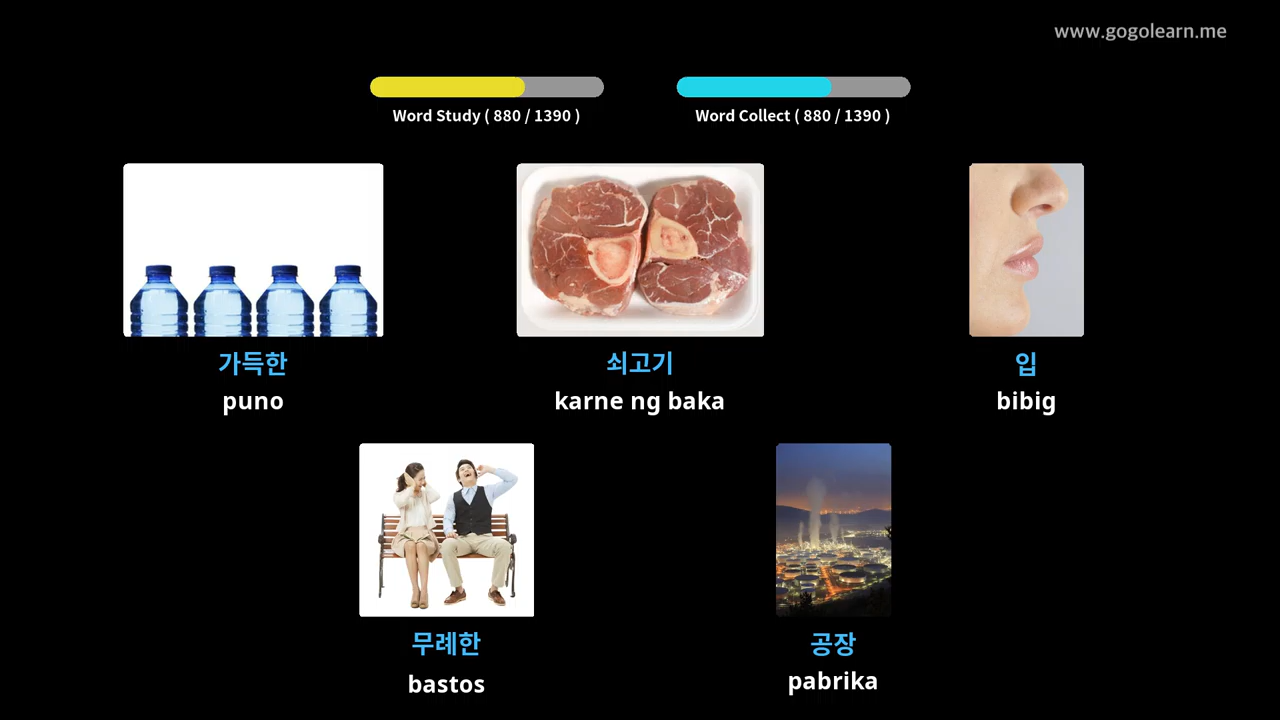 www.gogolearn.me
Word Study ( 880 / 1390 )
Word Collect ( 880 / 1390 )
가득한
puno
쇠고기
karne ng baka
입
bibig
무례한
bastos
공장
pabrika